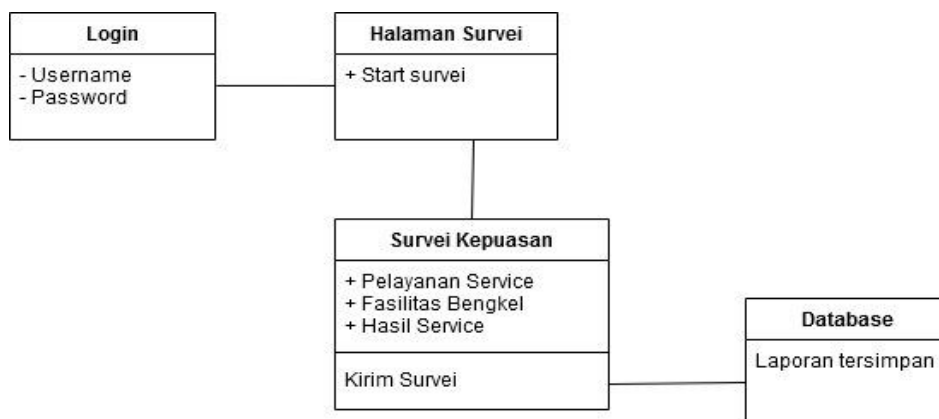 Login
- Username
- Password
Halaman Survei
+ Start survei
Survei Kepuasan
+ Pelayanan Service
+ Fasilitas Bengkel
+ Hasil Service
Kirim Survei
Database
Laporan tersimpan